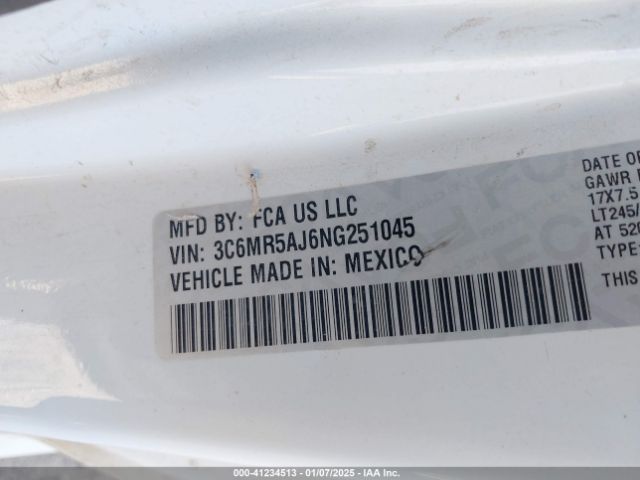 MFD BY: FCA US LLC
VIN: 3C6MR5AJ6NG251045
VEHICLE MADE IN: MEXICO
DATE OF
GAWR
17X7.5
LT245/
AT 520
TYPE:
THIS
000-41234513 - 01/07/2025 - IAA Inc.